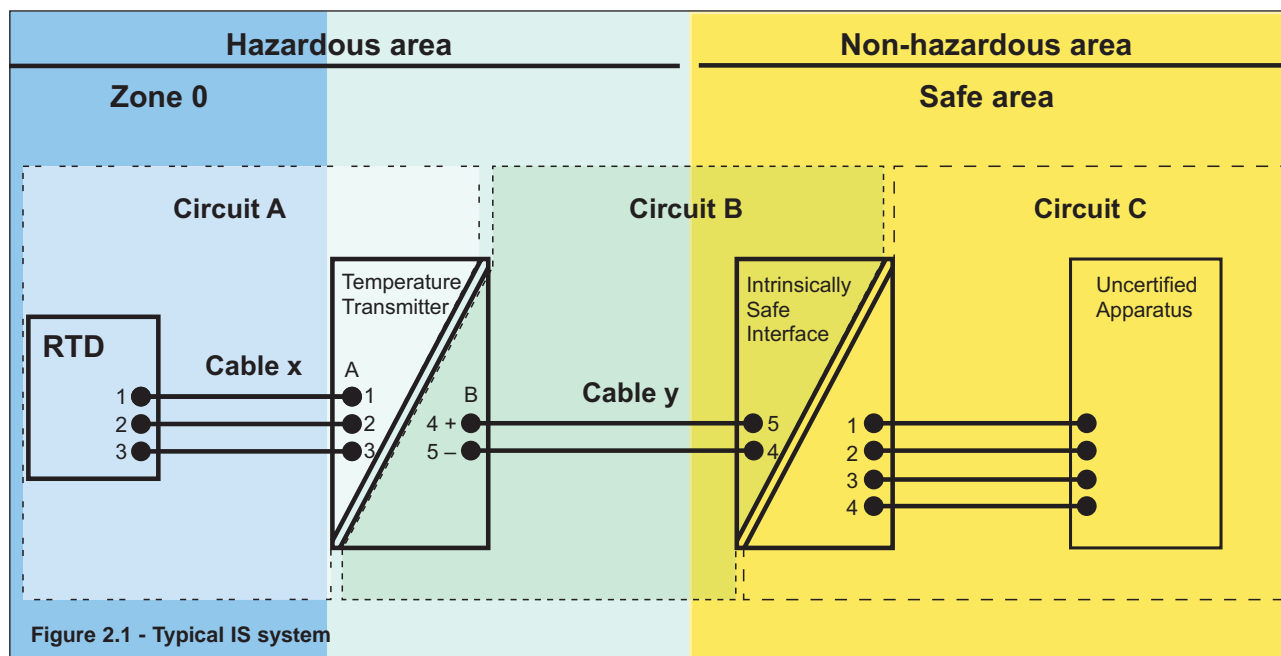 Hazardous area
Non-hazardous area
Zone 0
Safe area
Circuit A
Circuit B
Circuit C
Temperature
Transmitter
Intrinsically
Safe
Interface
Uncertified
Apparatus
RTD
Cable x
Cable y
A
B
1
2
3
1
2
3
4 +
5 –
5
4
1
2
3
4
Figure 2.1 - Typical IS system